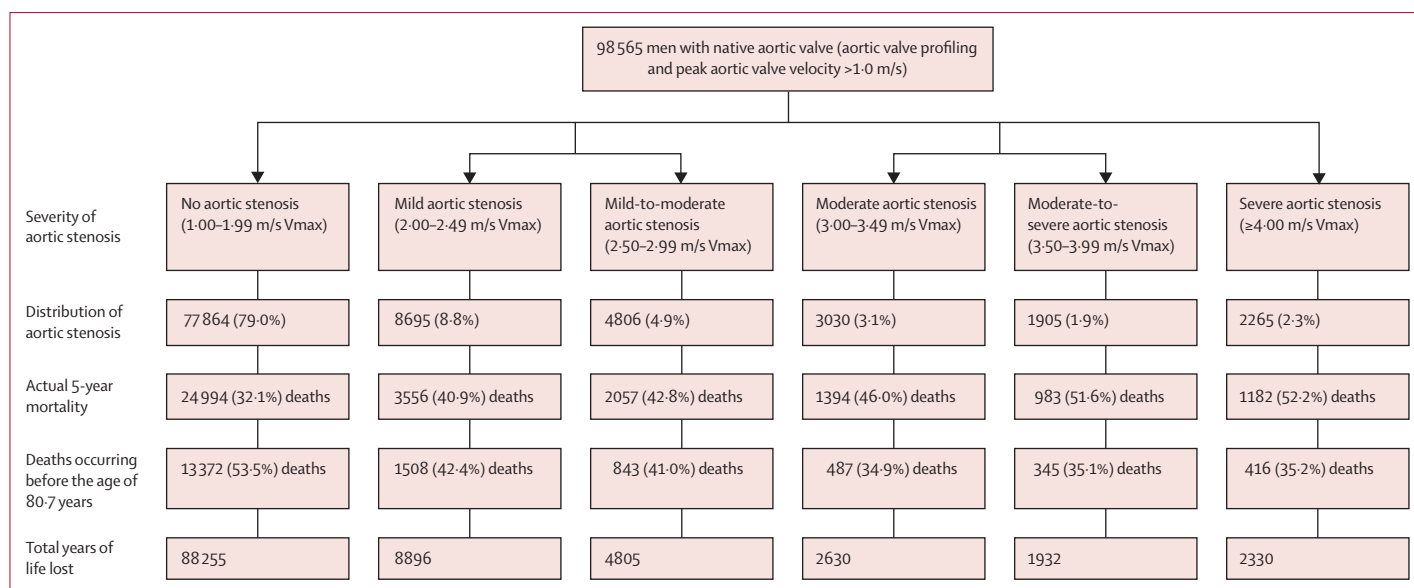 98 565 men with native aortic valve (aortic valve profiling
and peak aortic valve velocity >1·0 m/s)
Severity of
aortic stenosis
No aortic stenosis
(1·00–1·99 m/s Vmax)
Mild aortic stenosis
(2·00–2·49 m/s Vmax)
Mild-to-moderate
aortic stenosis
(2·50–2·99 m/s Vmax)
Moderate aortic stenosis
(3·00–3·49 m/s Vmax)
Moderate-to-
severe aortic stenosis
(3·50–3·99 m/s Vmax)
Severe aortic stenosis
(≥4·00 m/s Vmax)
Distribution of
aortic stenosis
77 864 (79·0%)
8695 (8·8%)
4806 (4·9%)
3030 (3·1%)
1905 (1·9%)
2265 (2·3%)
Actual 5-year
mortality
24 994 (32·1%) deaths
3556 (40·9%) deaths
2057 (42·8%) deaths
1394 (46·0%) deaths
983 (51·6%) deaths
1182 (52·2%) deaths
Deaths occurring
before the age of
80·7 years
13 372 (53·5%) deaths
1508 (42·4%) deaths
843 (41·0%) deaths
487 (34·9%) deaths
345 (35·1%) deaths
416 (35·2%) deaths
Total years of
life lost
88 255
8896
4805
2630
1932
2330